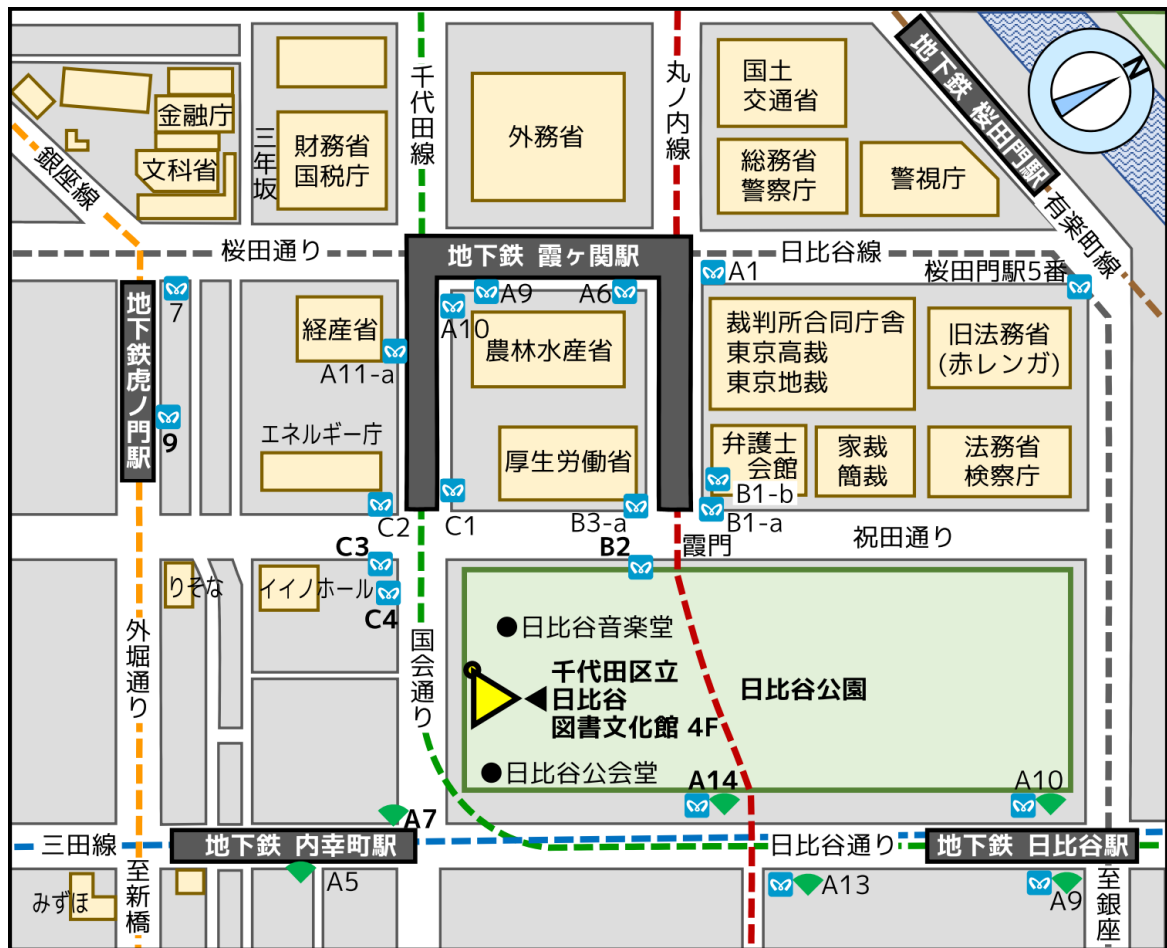 金融庁
文科省
銀座線
三年坂
財務省
国税庁
千代田線
外務省
丸ノ内線
国土
交通省
総務省
警察庁
警視庁
地下鉄 桜田門駅
N
有楽町線
桜田通り
地下鉄 霞ヶ関駅
日比谷線
桜田門駅5番
地下鉄虎ノ門駅
7
9
経産省
A11-a
エネルギー庁
A10
A9
A6
農林水産省
厚生労働省
A1
裁判所合同庁舎
東京高裁
東京地裁
旧法務省
(赤レンガ)
弁護士
会館
家裁
簡裁
法務省
検察庁
B1-b
B1-a
C2
C1
B3-a
C3
B2
霞門
祝田通り
りそな
イイノホール
C4
外堀通り
国会通り
日比谷音楽堂
千代田区立
日比谷
図書文化館 4F
日比谷公園
日比谷公会堂
A14
A10
A7
三田線
地下鉄 内幸町駅
日比谷通り
地下鉄 日比谷駅
みずほ
至新橋
A5
A13
A9
至銀座